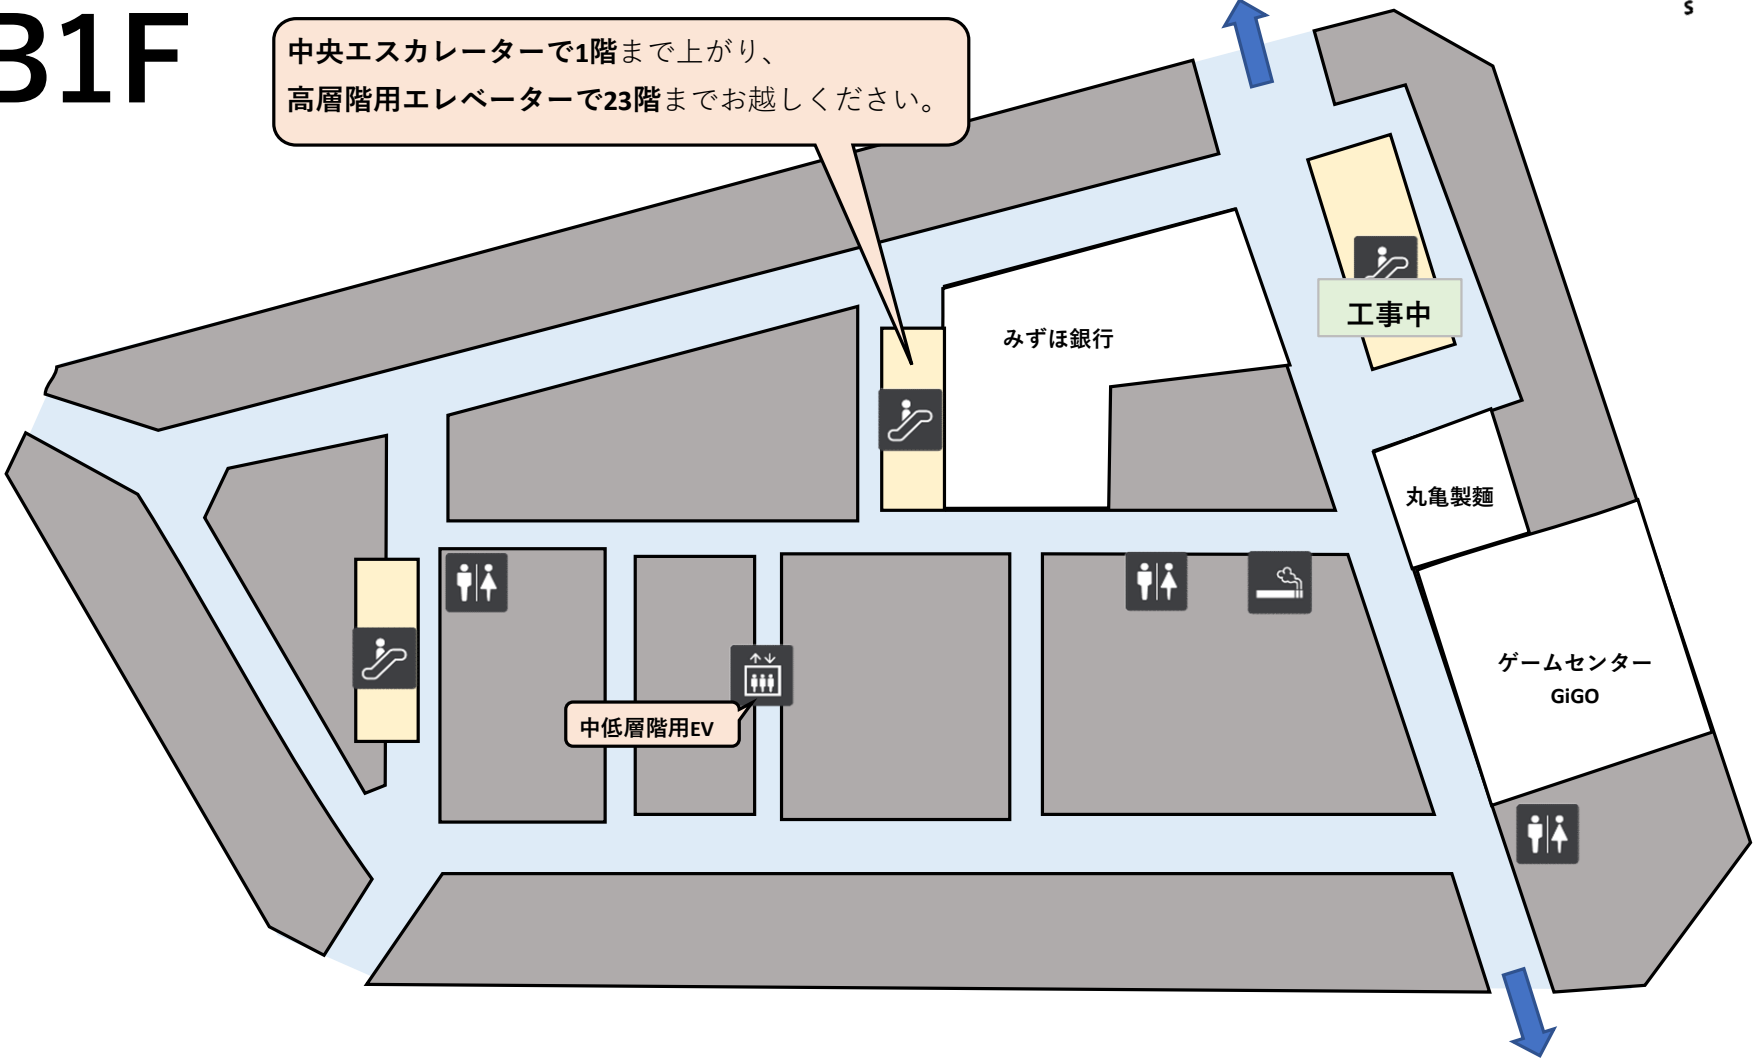 B1F
s
中央エスカレーターで1階まで上がり、
高層階用エレベーターで23階までお越しください。
みずほ銀行
工事中
丸亀製麺
ゲームセンター
GiGO
中低層階用EV